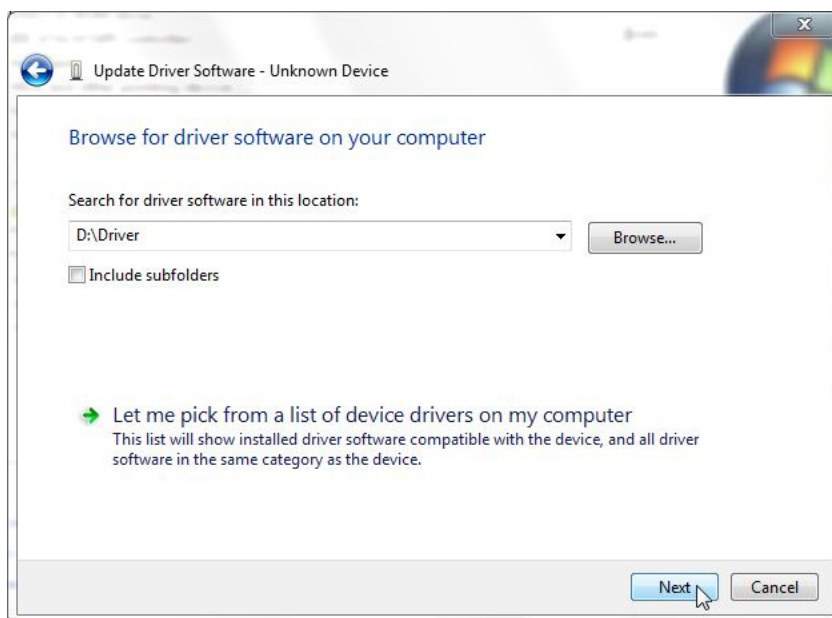 Update Driver Software - Unknown Device
Browse for driver software on your computer
Search for driver software in this location:
D:\Driver
Browse...
Include subfolders
Let me pick from a list of device drivers on my computer
This list will show installed driver software compatible with the device, and all driver
software in the same category as the device.
Next
Cancel